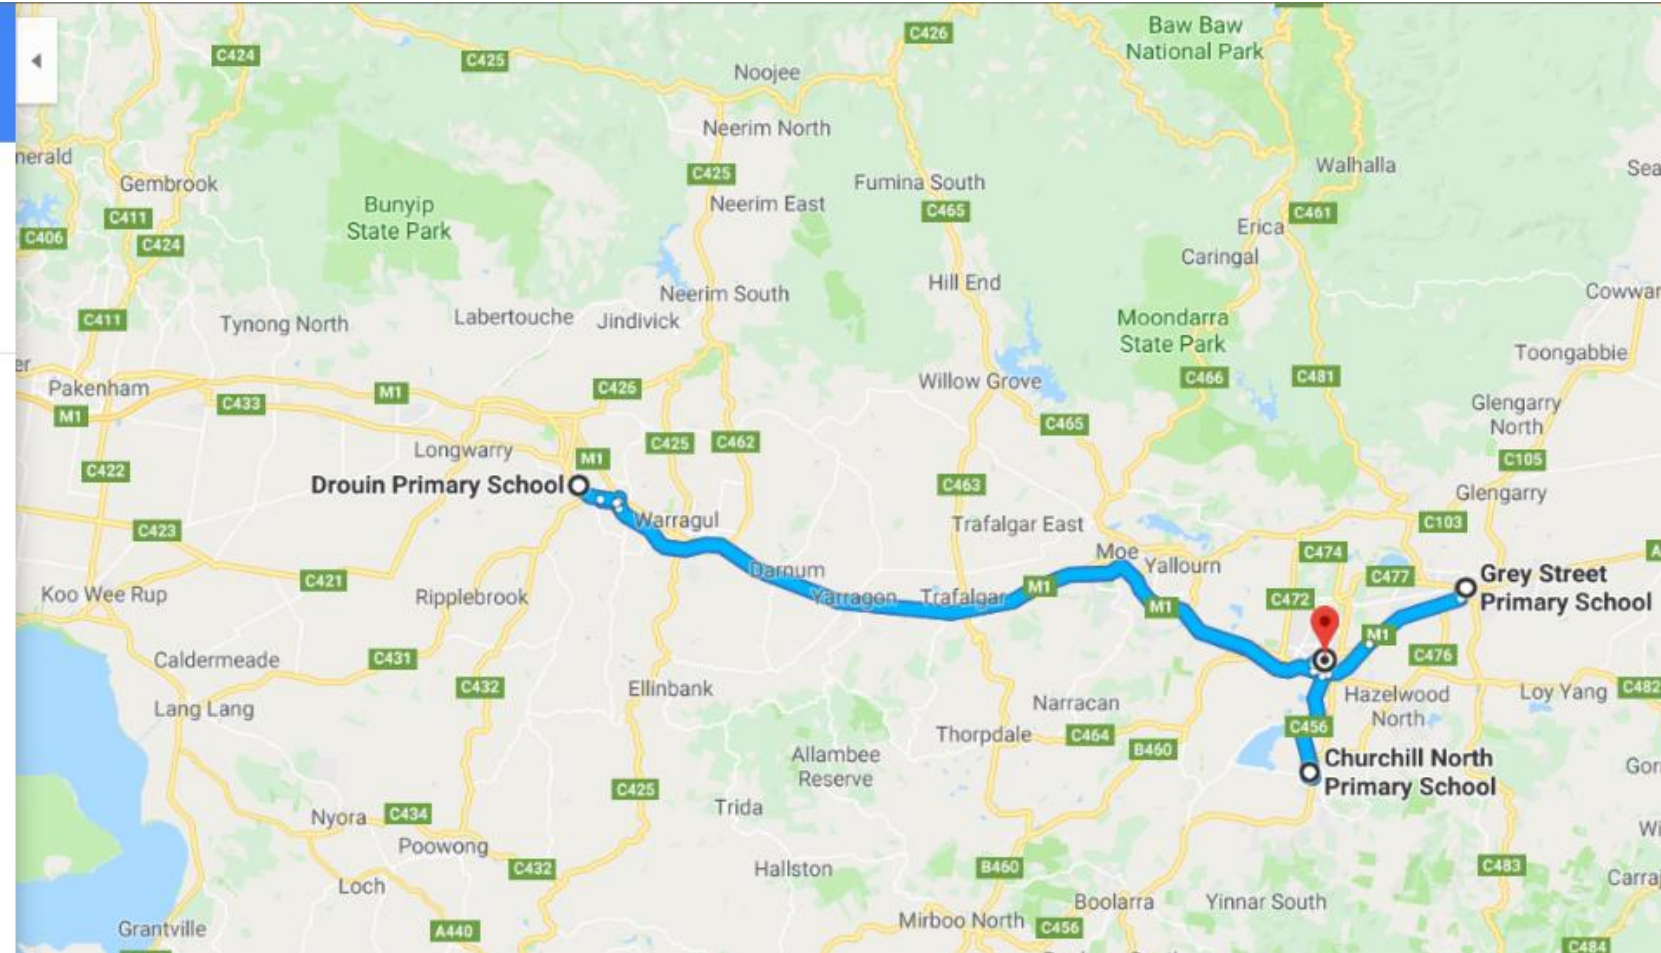 Baw Baw
National Park
C426
C424
C425
Noojee
Neerim North
nerald
Walhalla
Sea
C425
Gembrook
Fumina South
Bunyip
State Park
Neerim East
C465
C461
C411
C406
C424
Erica
Caringal
Hill End
Neerim South
Cowwar
C411
Tynong North
Labertouche
Jindivick
Moondarra
State Park
Toongabbie
er
Pakenham
M1
C433
M1
C426
Willow Grove
C466
C481
Glengarry
North
C465
Longwarry
C425
C462
M1
C422
C105
Drouin Primary School
C463
Glengarry
Warragul
Trafalgar East
C103
C423
Moe
Yallourn
C474
A
Darnum
C421
C477
Grey Street
Primary School
Koo Wee Rup
Ripplebrook
Yarragon
Trafalgar
M1
M1
C472
M1
C476
Caldermeade
C431
C432
Ellinbank
Narracan
Hazelwood
North
Loy Yang
C482
Lang Lang
Thorpdale
C464
B460
C456
Allambee
Reserve
Churchill North
Primary School
Gor
C425
Trida
Nyora
C434
Poowong
C432
Hallston
B460
C483
Wi
Loch
Carraj
Boolarra
Yinnar South
Grantville
A440
Mirboo North
C456
C484